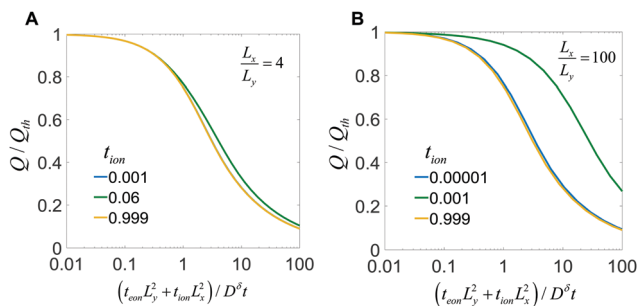 A
Q / Q_th
1
0.8
0.6
0.4
0.2
0
L_x / L_y = 4
t_ion
0.001
0.06
0.999
0.01 0.1 1 10 100
(t_eon L_y^2 + t_ion L_x^2) / D^δ t
B
Q / Q_th
1
0.8
0.6
0.4
0.2
0
L_x / L_y = 100
t_ion
0.00001
0.001
0.999
0.01 0.1 1 10 100
(t_eon L_y^2 + t_ion L_x^2) / D^δ t